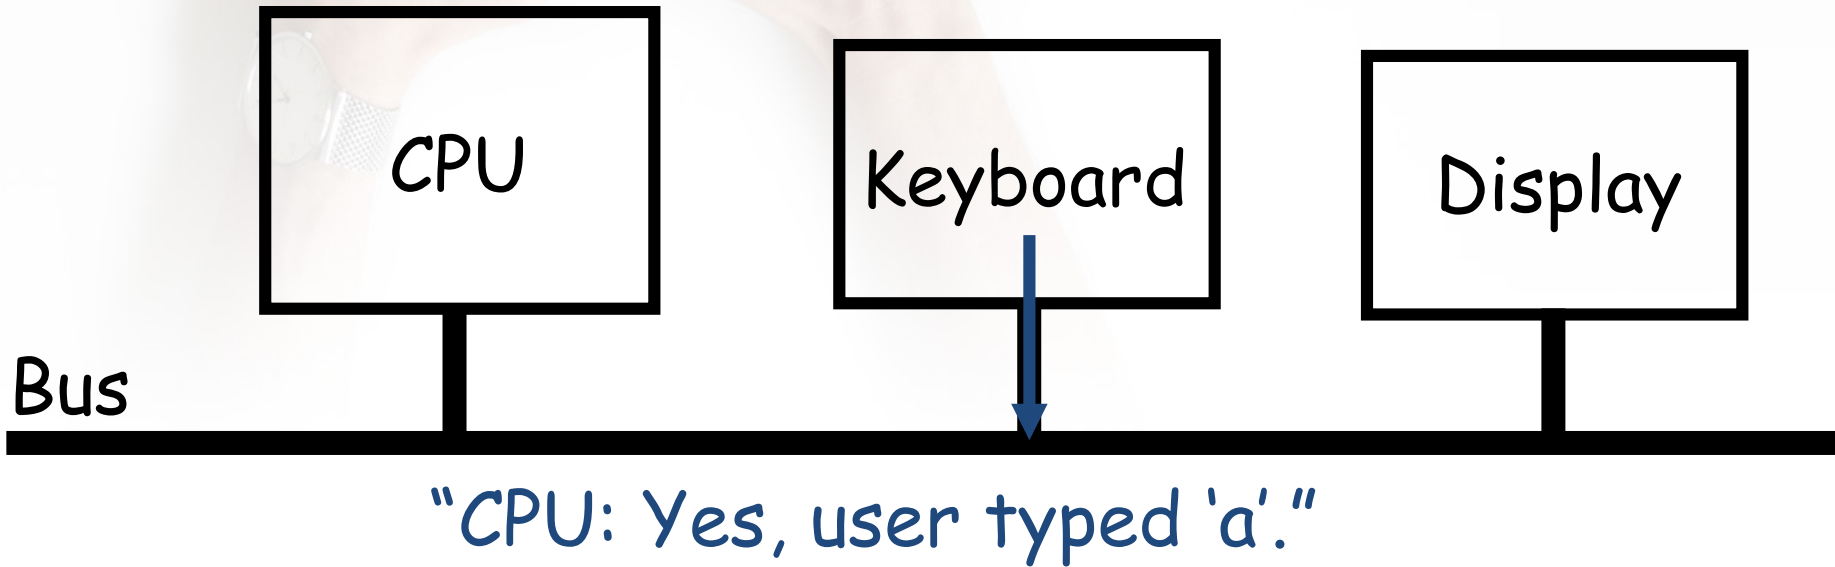 CPU
Keyboard
Display
Bus
“CPU: Yes, user typed ‘a’.”